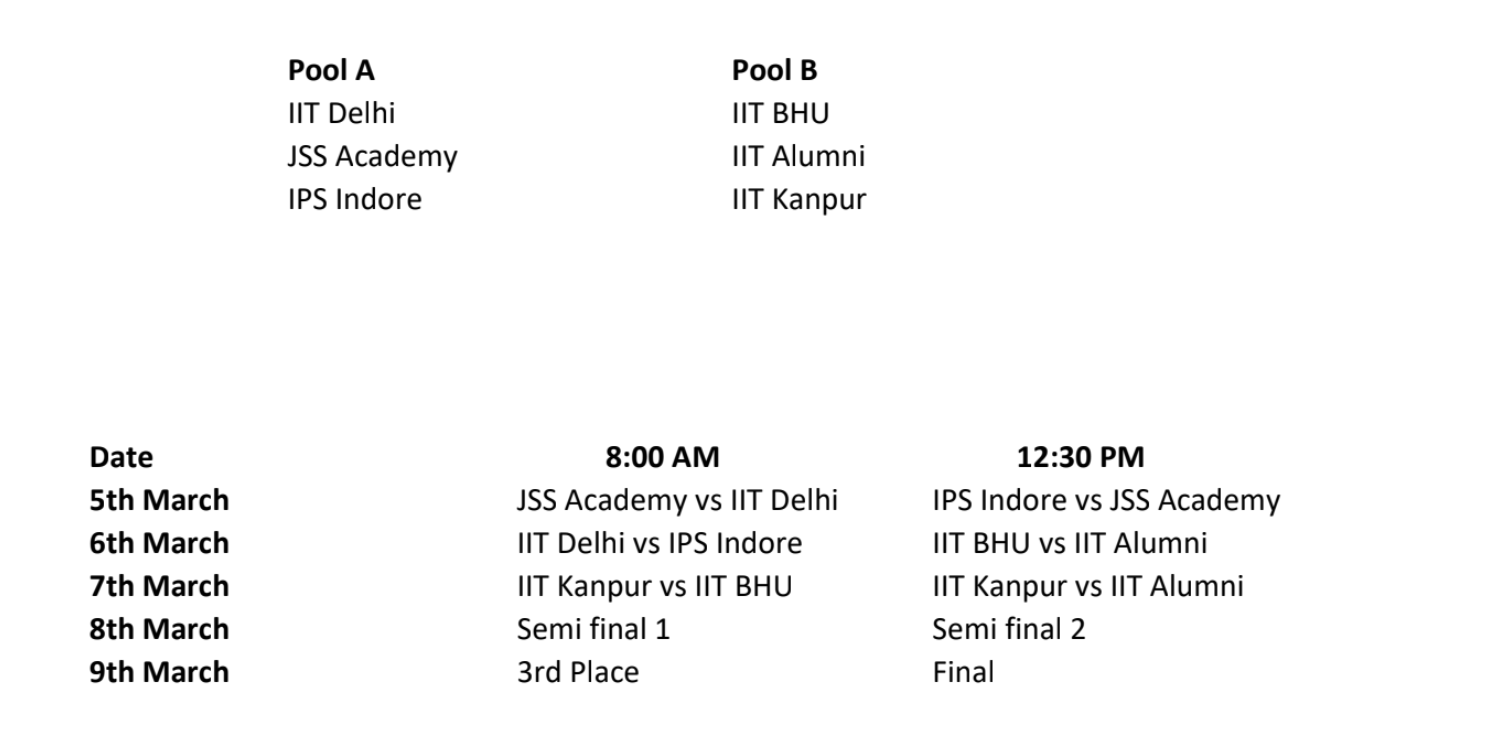 Pool A Pool B
IIT Delhi IIT BHU
JSS Academy IIT Alumni
IPS Indore IIT Kanpur
Date 8:00 AM 12:30 PM
5th March JSS Academy vs IIT Delhi IPS Indore vs JSS Academy
6th March IIT Delhi vs IPS Indore IIT BHU vs IIT Alumni
7th March IIT Kanpur vs IIT BHU IIT Kanpur vs IIT Alumni
8th March Semi final 1 Semi final 2
9th March 3rd Place Final